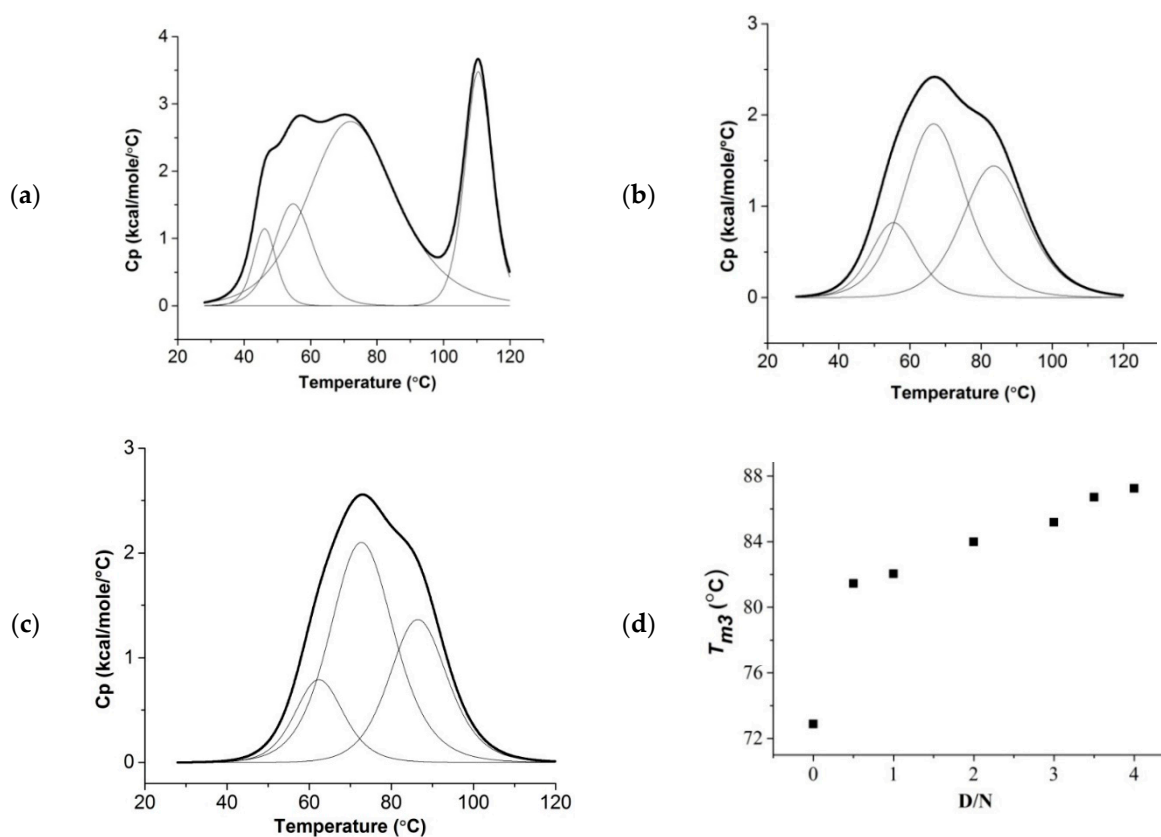 (a)
Cp (kcal/mole/°C)
4
3
2
1
0
20 40 60 80 100 120
Temperature (°C)
(b)
Cp (kcal/mole/°C)
3
2
1
0
20 40 60 80 100 120
Temperature (°C)
(c)
Cp (kcal/mole/°C)
3
2
1
0
20 40 60 80 100 120
Temperature (°C)
(d)
Tm3 (°C)
88
84
80
76
72
0 1 2 3 4
D/N